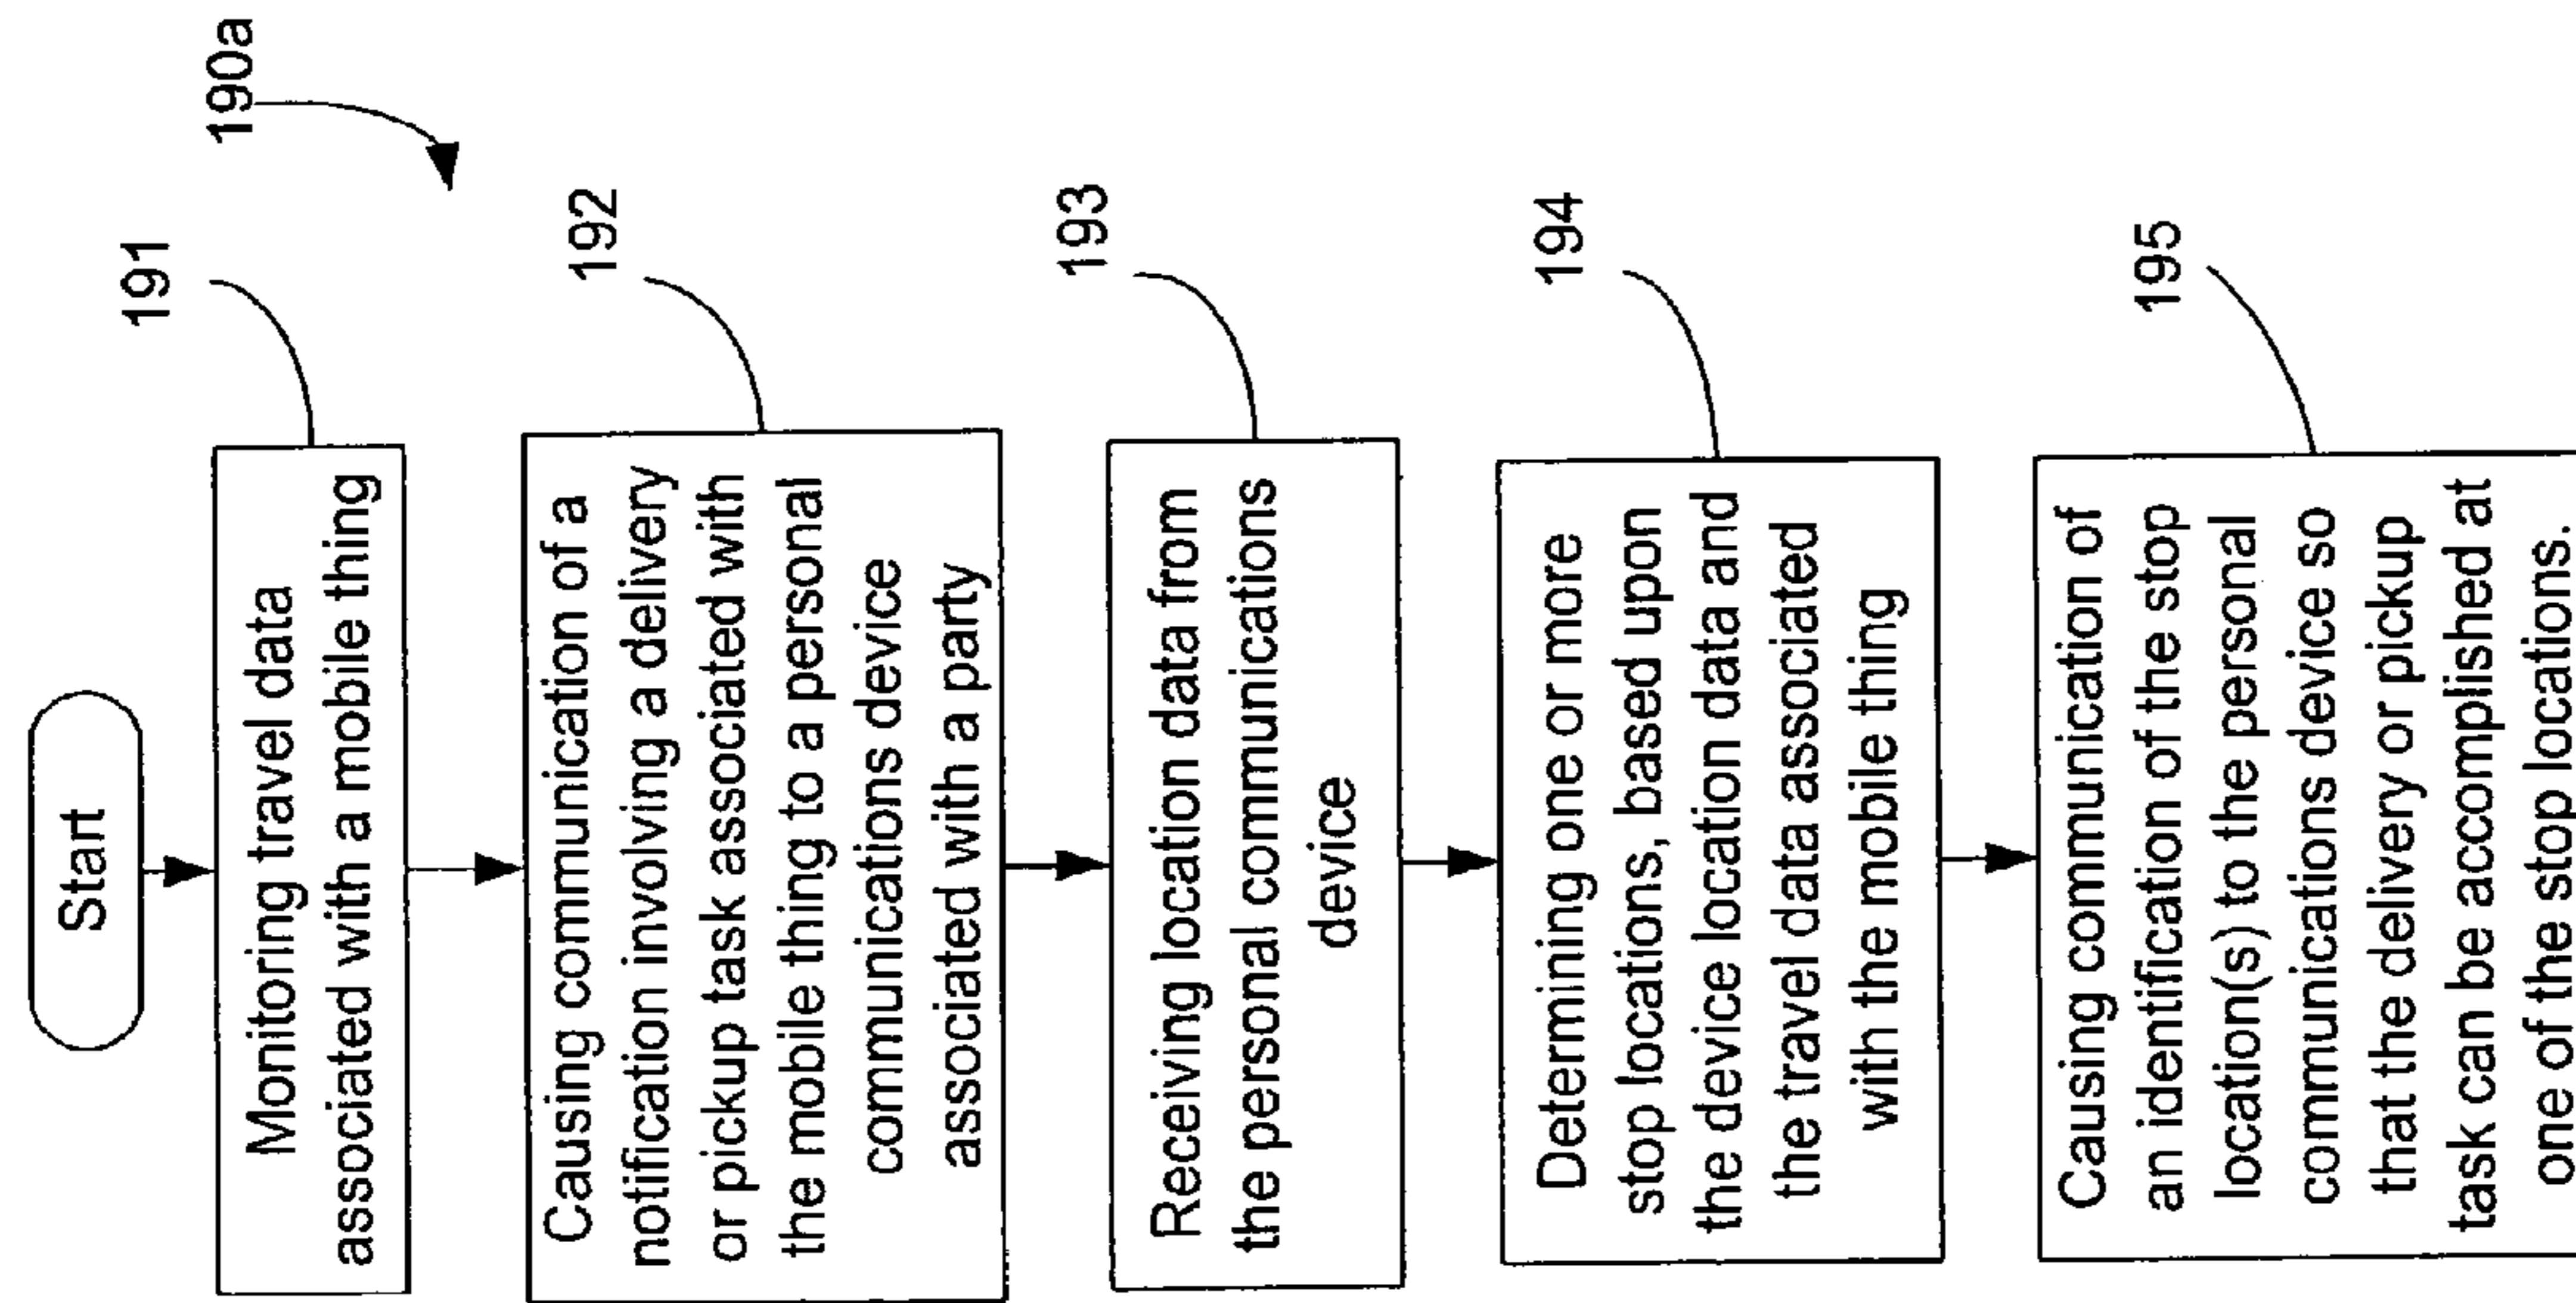 190a
Start
191
Monitoring travel data
associated with a mobile thing
192
Causing communication of a
notification involving a delivery
or pickup task associated with
the mobile thing to a personal
communications device
associated with a party
193
Receiving location data from
the personal communications
device
194
Determining one or more
stop locations, based upon
the device location data and
the travel data associated
with the mobile thing
195
Causing communication of
an identification of the stop
location(s) to the personal
communications device so
that the delivery or pickup
task can be accomplished at
one of the stop locations.